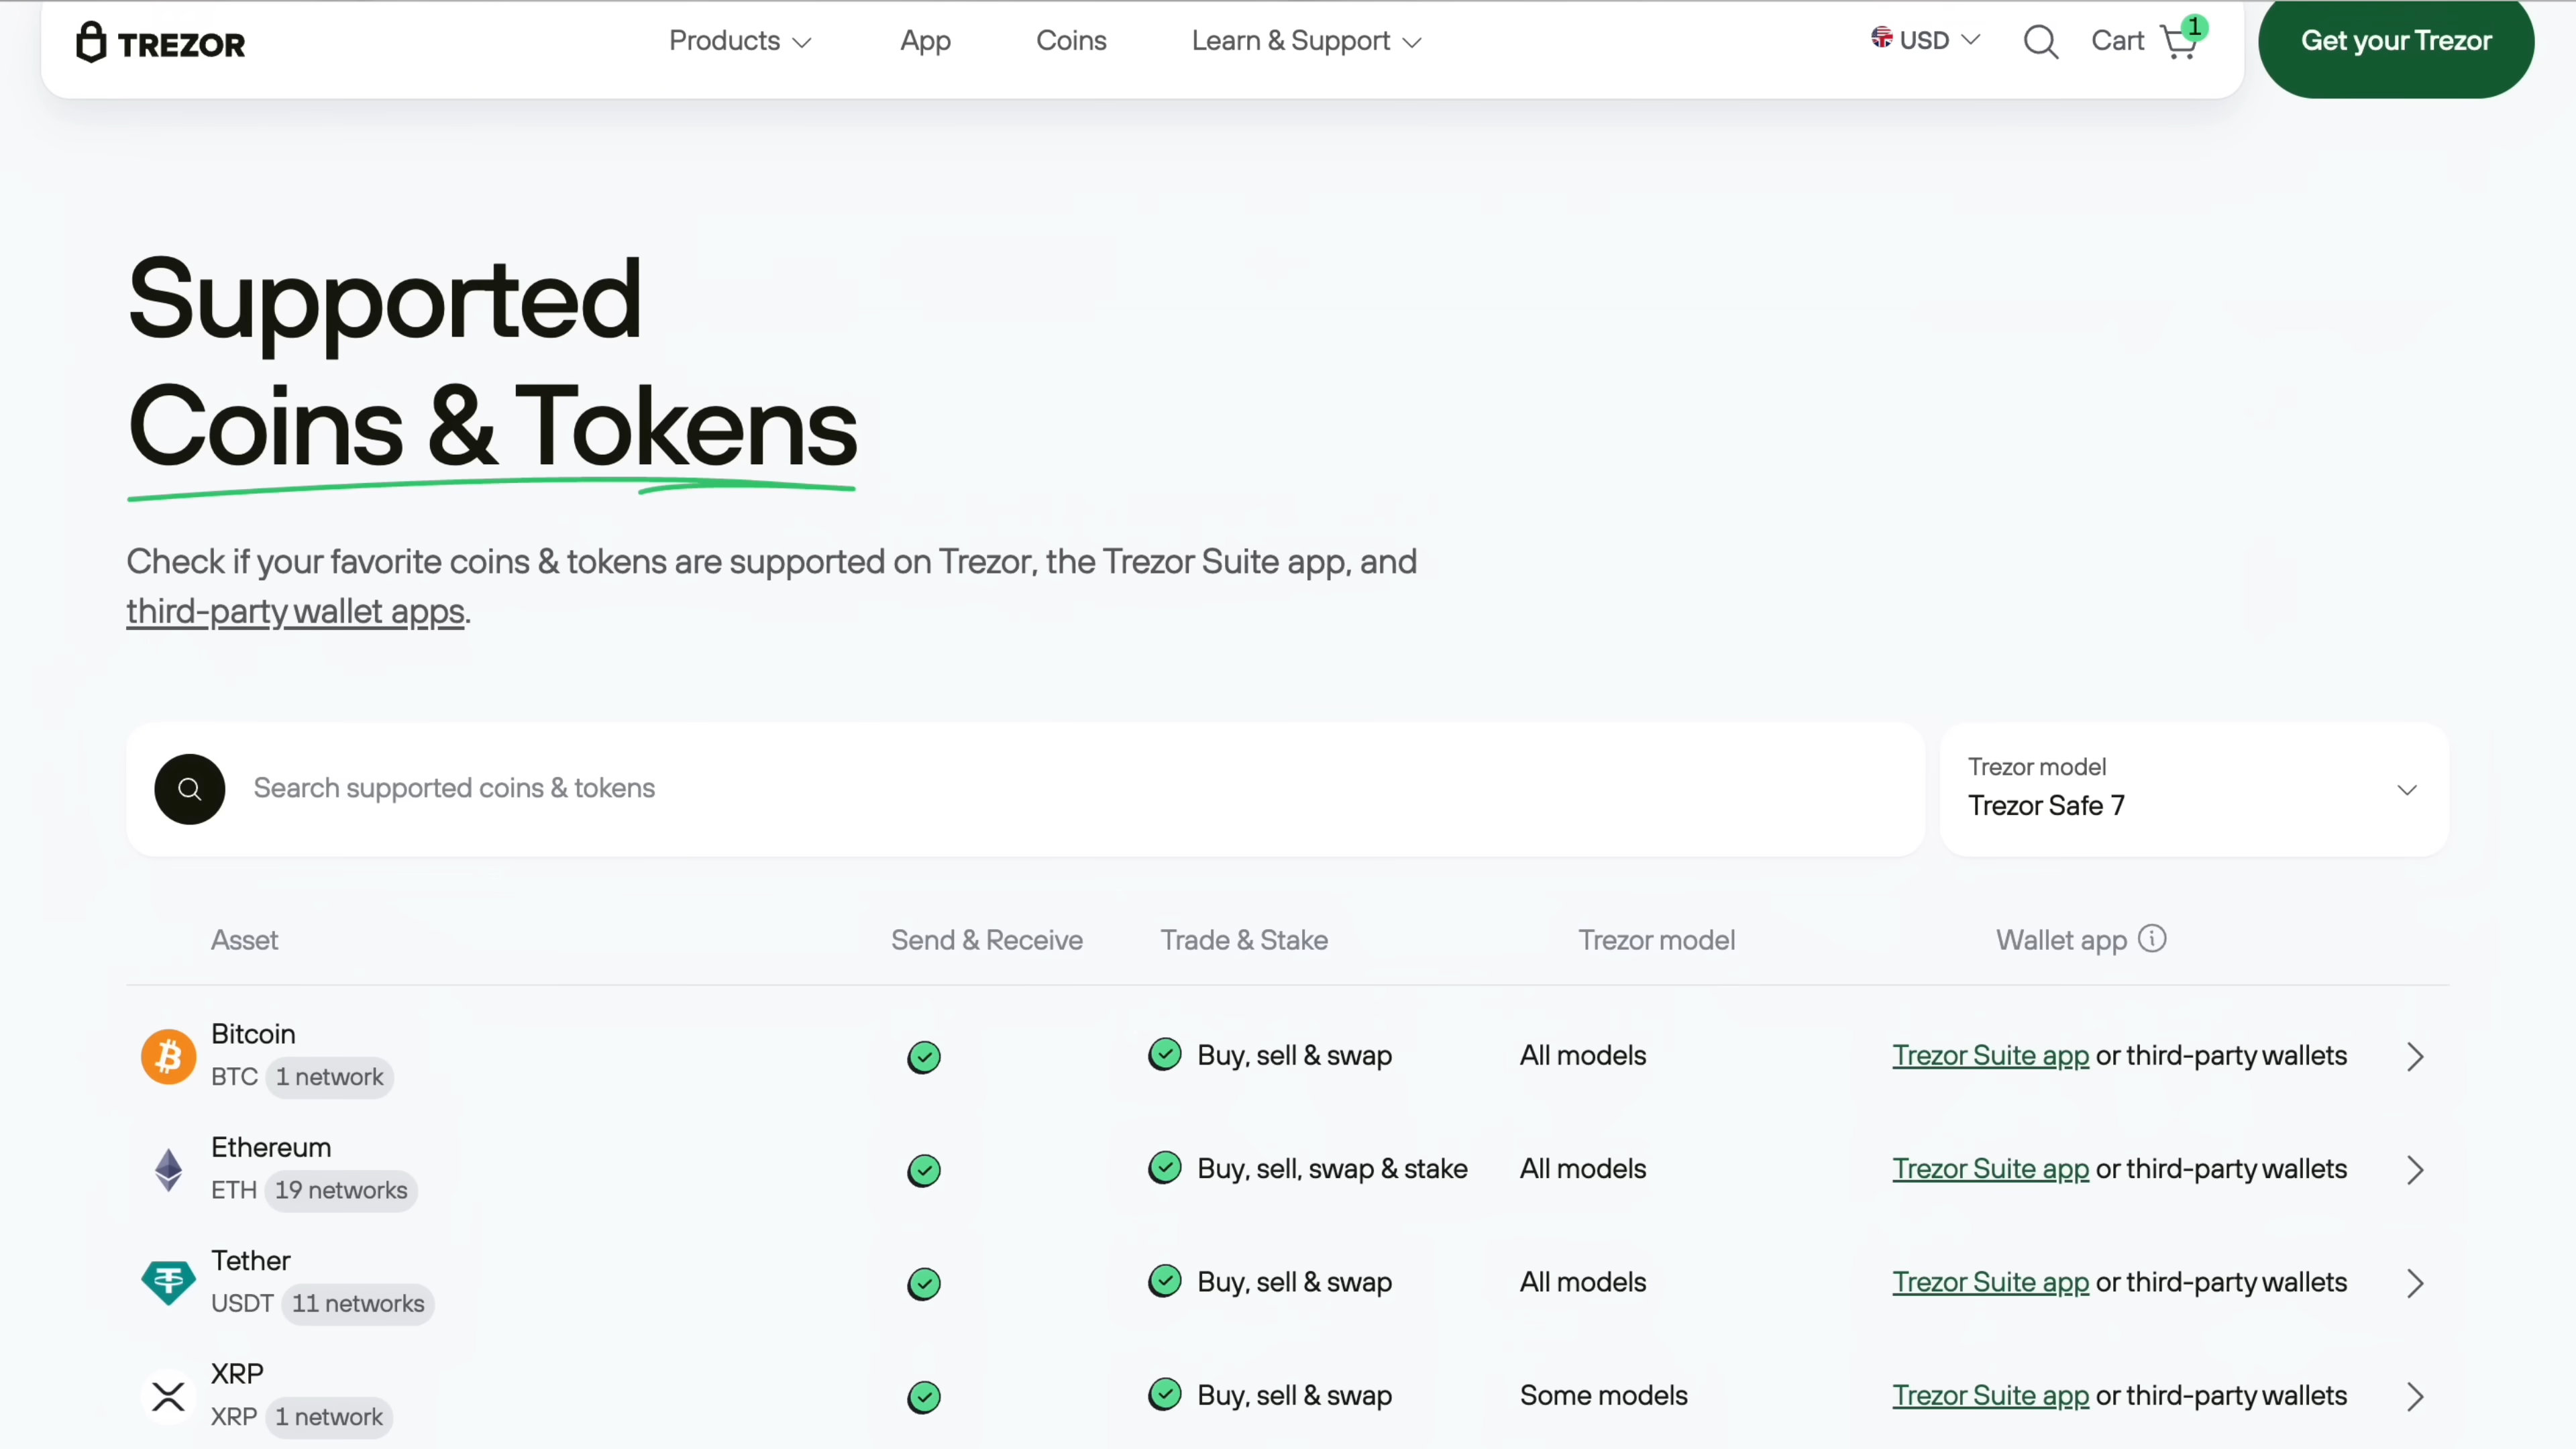 TREZOR
Products
App
Coins
Learn & Support
USD
Cart
1
Get your Trezor
Supported
Coins & Tokens
Check if your favorite coins & tokens are supported on Trezor, the Trezor Suite app, and
third-party wallet apps.
Search supported coins & tokens
Trezor model
Trezor Safe 7
Asset
Send & Receive
Trade & Stake
Trezor model
Wallet app
Bitcoin
BTC 1 network
Buy, sell & swap
All models
Trezor Suite app or third-party wallets
Ethereum
ETH 19 networks
Buy, sell, swap & stake
All models
Trezor Suite app or third-party wallets
Tether
USDT 11 networks
Buy, sell & swap
All models
Trezor Suite app or third-party wallets
XRP
XRP 1 network
Buy, sell & swap
Some models
Trezor Suite app or third-party wallets